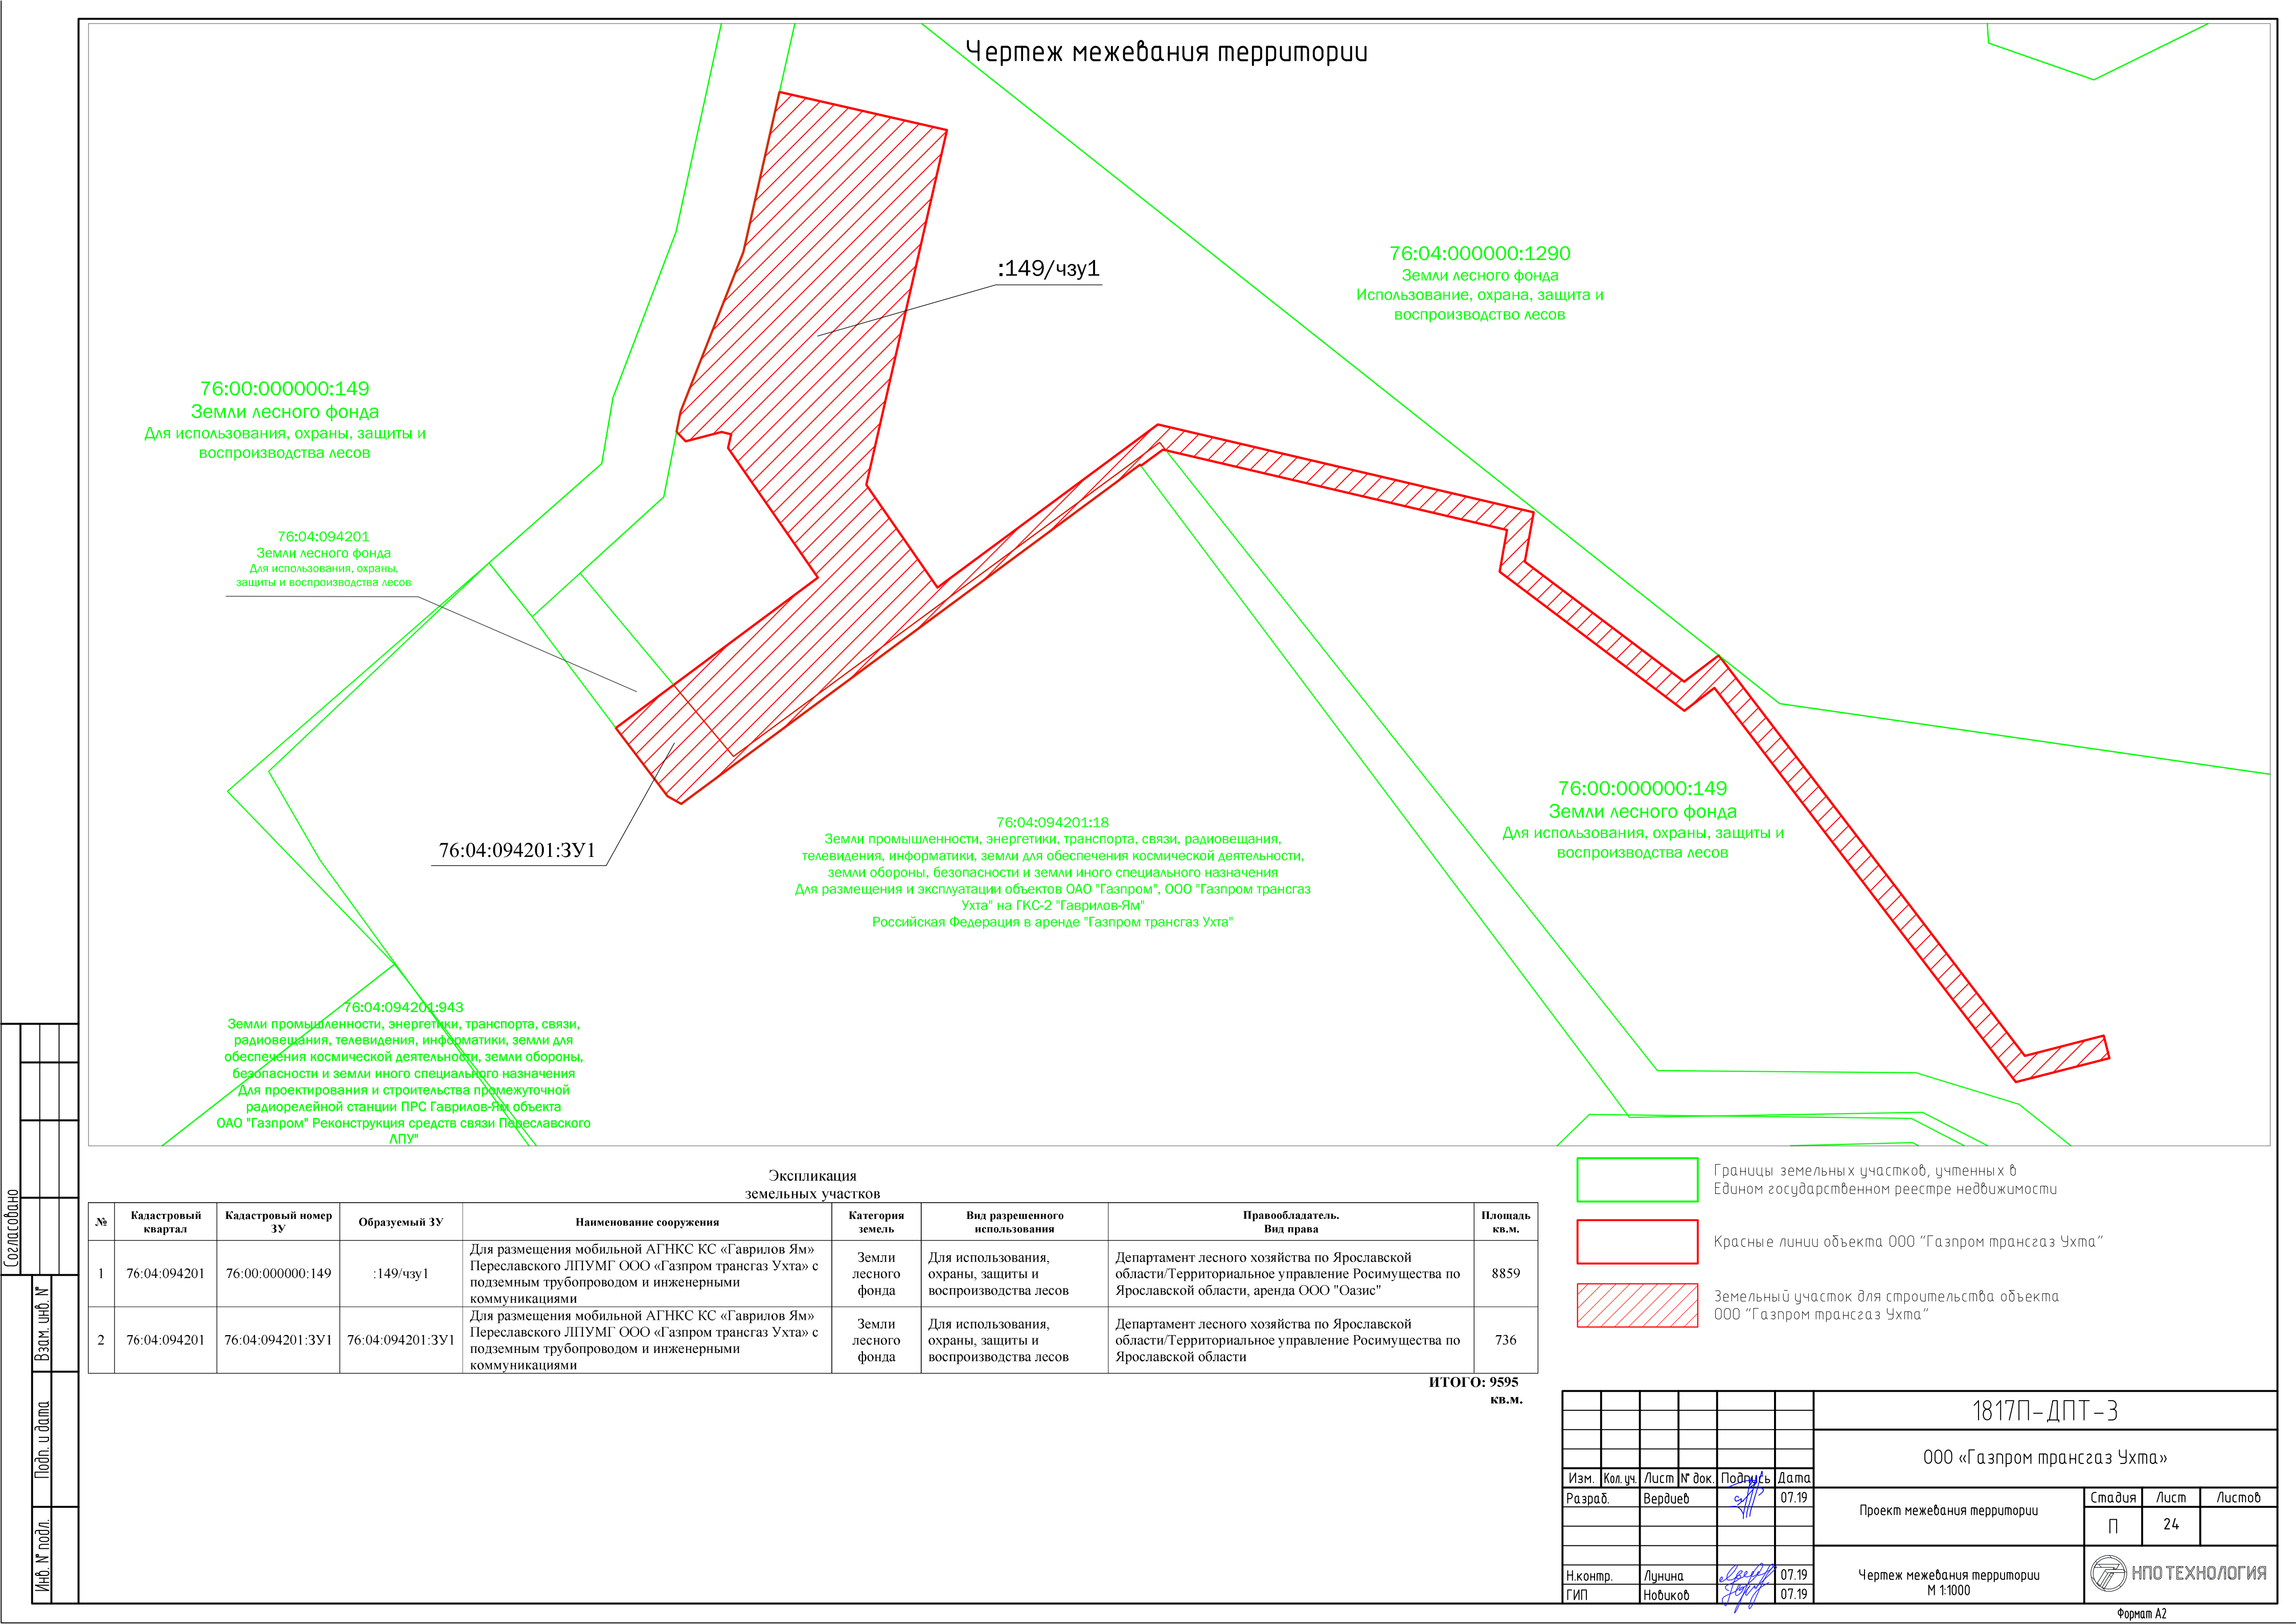 Чертеж межевания территории
:149/чзу1
76:04:000000:1290
Земли лесного фонда
Использование, охрана, защита и
воспроизводство лесов
76:00:000000:149
Земли лесного фонда
Для использования, охраны, защиты и
воспроизводства лесов
76:04:094201
Земли лесного фонда
Для использования, охраны,
защиты и воспроизводства лесов
76:04:094201:ЗУ1
76:04:094201:18
Земли промышленности, энергетики, транспорта, связи, радиовещания,
телевидения, информатики, земли для обеспечения космической деятельности,
земли обороны, безопасности и земли иного специального назначения
Для размещения и эксплуатации объектов ОАО "Газпром", ООО "Газпром трансгаз
Ухта" на ГКС-2 "Гаврилов-Ям"
Российская Федерация в аренде "Газпром трансгаз Ухта"
76:00:000000:149
Земли лесного фонда
Для использования, охраны, защиты и
воспроизводства лесов
76:04:094201:943
Земли промышленности, энергетики, транспорта, связи,
радиовещания, телевидения, информатики, земли для
обеспечения космической деятельности, земли обороны,
безопасности и земли иного специального назначения
Для проектирования и строительства промежуточной
радиорелейной станции ПРС Гаврилов-Ям объекта
ОАО "Газпром" Реконструкция средств связи Переславского
ЛПУ"
Экспликация
земельных участков
№ Кадастровый квартал Кадастровый номер ЗУ Образуемый ЗУ Наименование сооружения Категория земель Вид разрешенного использования Правообладатель. Вид права Площадь кв.м.
1 76:04:094201 76:00:000000:149 :149/чзу1
Для размещения мобильной АГНКС КС «Гаврилов Ям»
Переславского ЛПУМГ ООО «Газпром трансгаз Ухта» с
подземным трубопроводом и инженерными
коммуникациями
Земли
лесного
фонда
Для использования,
охраны, защиты и
воспроизводства лесов
Департамент лесного хозяйства по Ярославской
области/Территориальное управление Росимущества по
Ярославской области, аренда ООО "Оазис"
8859
2 76:04:094201 76:04:094201:ЗУ1 76:04:094201:ЗУ1
Для размещения мобильной АГНКС КС «Гаврилов Ям»
Переславского ЛПУМГ ООО «Газпром трансгаз Ухта» с
подземным трубопроводом и инженерными
коммуникациями
Земли
лесного
фонда
Для использования,
охраны, защиты и
воспроизводства лесов
Департамент лесного хозяйства по Ярославской
области/Территориальное управление Росимущества по
Ярославской области
736
ИТОГО: 9595
кв.м.
Границы земельных участков, учтенных в
Едином государственном реестре недвижимости
Красные линии объекта ООО "Газпром трансгаз Ухта"
Земельный участок для строительства объекта
ООО "Газпром трансгаз Ухта"
Согласовано
Взам. инв. N°
Подп. и дата
Инв. N° подл.
1817П-ДПТ-3
ООО «Газпром трансгаз Ухта»
Изм. Кол. уч. Лист N° док. Подпись Дата
Разраб. Вердиев 07.19
Проект межевания территории
Стадия Лист Листов
П 24
Н.контр. Лунина 07.19
ГИП Новиков 07.19
Чертеж межевания территории
М 1:1000
НПО ТЕХНОЛОГИЯ
Формат А2